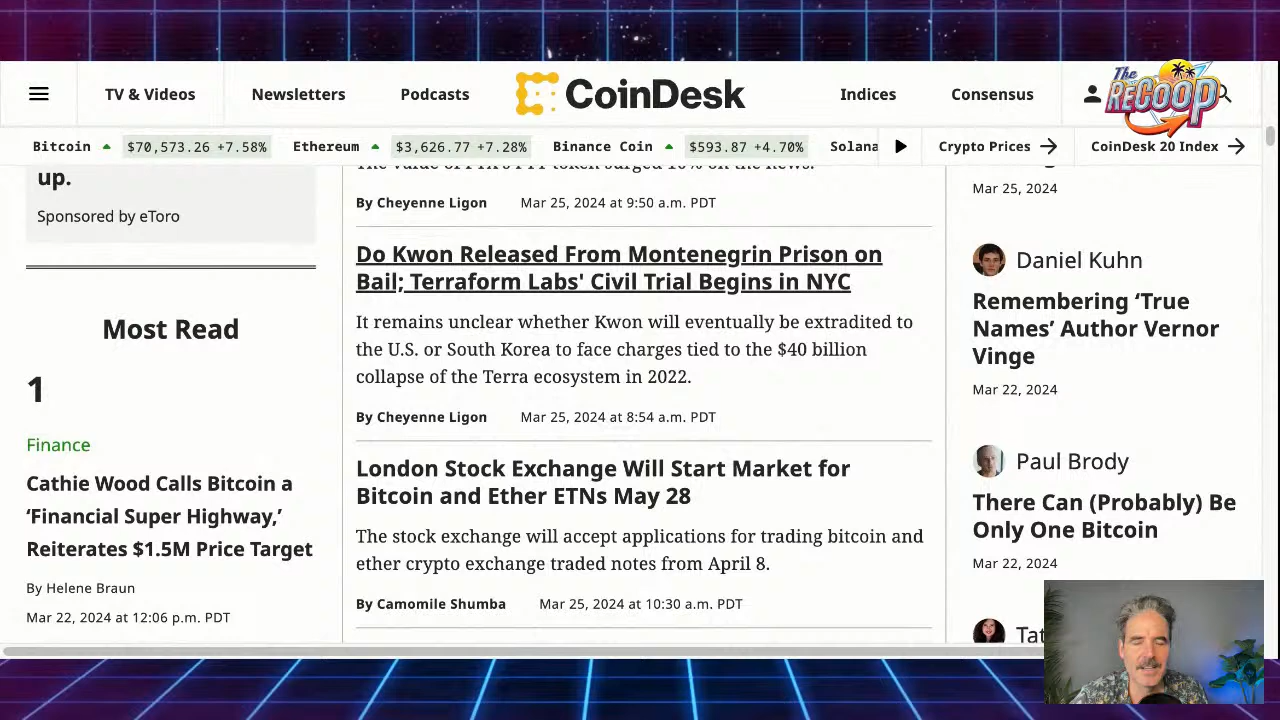 TV & Videos
Newsletters
Podcasts
CoinDesk
Indices
Consensus
The
ReCoop
Bitcoin $70,573.26 +7.58%
Ethereum $3,626.77 +7.28%
Binance Coin $593.87 +4.70%
Solana
Crypto Prices
CoinDesk 20 Index
up.
Sponsored by eToro
Most Read
1
Finance
Cathie Wood Calls Bitcoin a
‘Financial Super Highway,’
Reiterates $1.5M Price Target
By Helene Braun
Mar 22, 2024 at 12:06 p.m. PDT
By Cheyenne Ligon Mar 25, 2024 at 9:50 a.m. PDT
Do Kwon Released From Montenegrin Prison on
Bail; Terraform Labs' Civil Trial Begins in NYC
It remains unclear whether Kwon will eventually be extradited to
the U.S. or South Korea to face charges tied to the $40 billion
collapse of the Terra ecosystem in 2022.
By Cheyenne Ligon Mar 25, 2024 at 8:54 a.m. PDT
London Stock Exchange Will Start Market for
Bitcoin and Ether ETNs May 28
The stock exchange will accept applications for trading bitcoin and
ether crypto exchange traded notes from April 8.
By Camomile Shumba Mar 25, 2024 at 10:30 a.m. PDT
Mar 25, 2024
Daniel Kuhn
Remembering ‘True
Names’ Author Vernor
Vinge
Mar 22, 2024
Paul Brody
There Can (Probably) Be
Only One Bitcoin
Mar 22, 2024
Tat